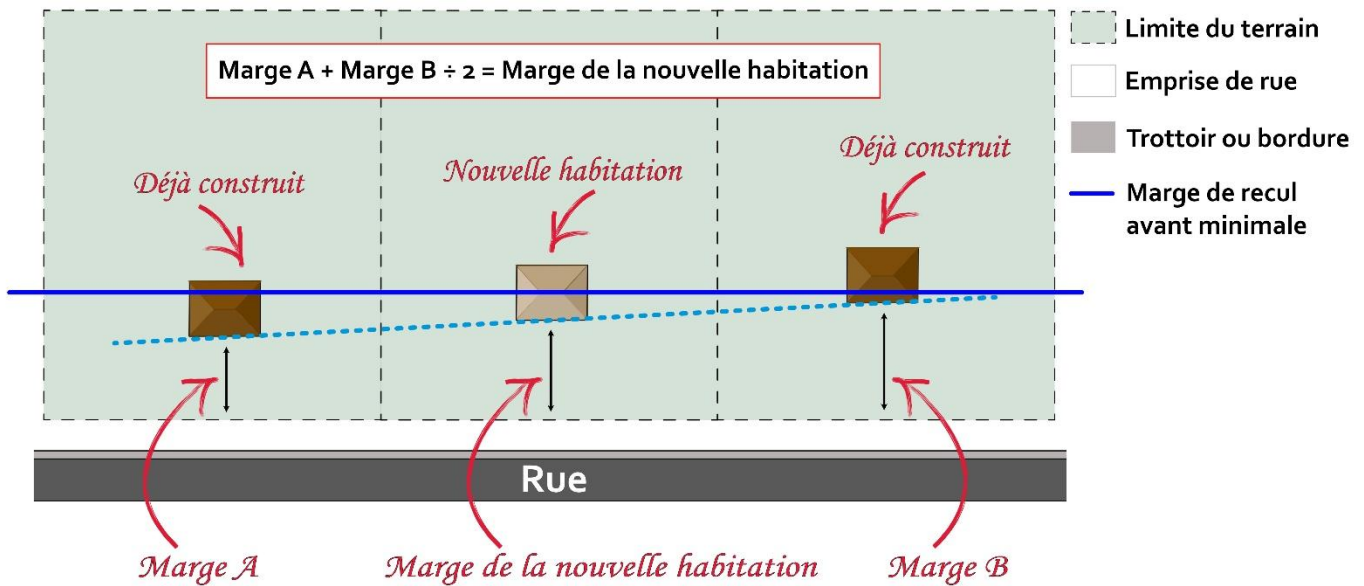 Marge A + Marge B ÷ 2 = Marge de la nouvelle habitation
Déjà construit
Nouvelle habitation
Déjà construit
Rue
Marge A
Marge de la nouvelle habitation
Marge B
Limite du terrain
Emprise de rue
Trottoir ou bordure
Marge de recul
avant minimale